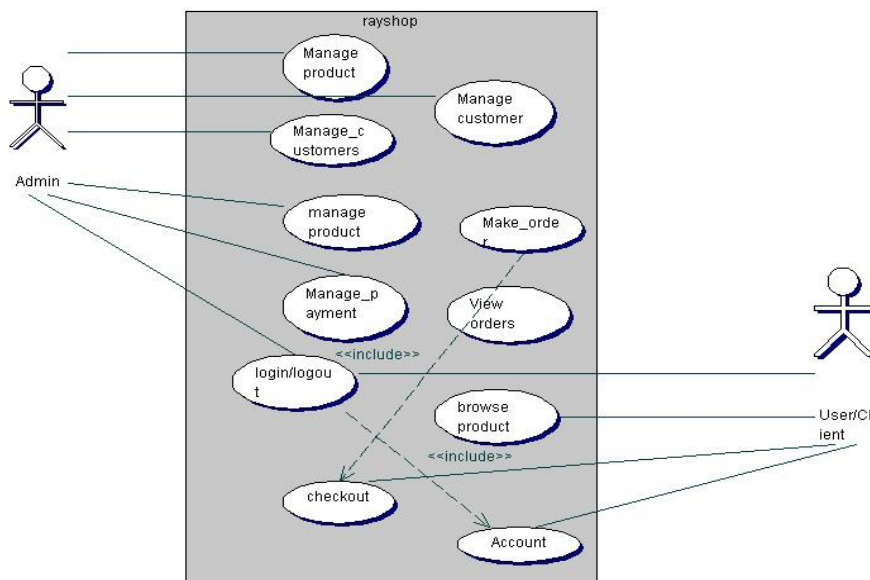 rayshop
Manage
product
Manage
customer
Manage_c
ustomers
Admin
manage
product
Make_orde
r
Manage_p
ayment
View
orders
<<include>>
login/logou
t
browse
product
User/Cl
ient
<<include>>
checkout
Account